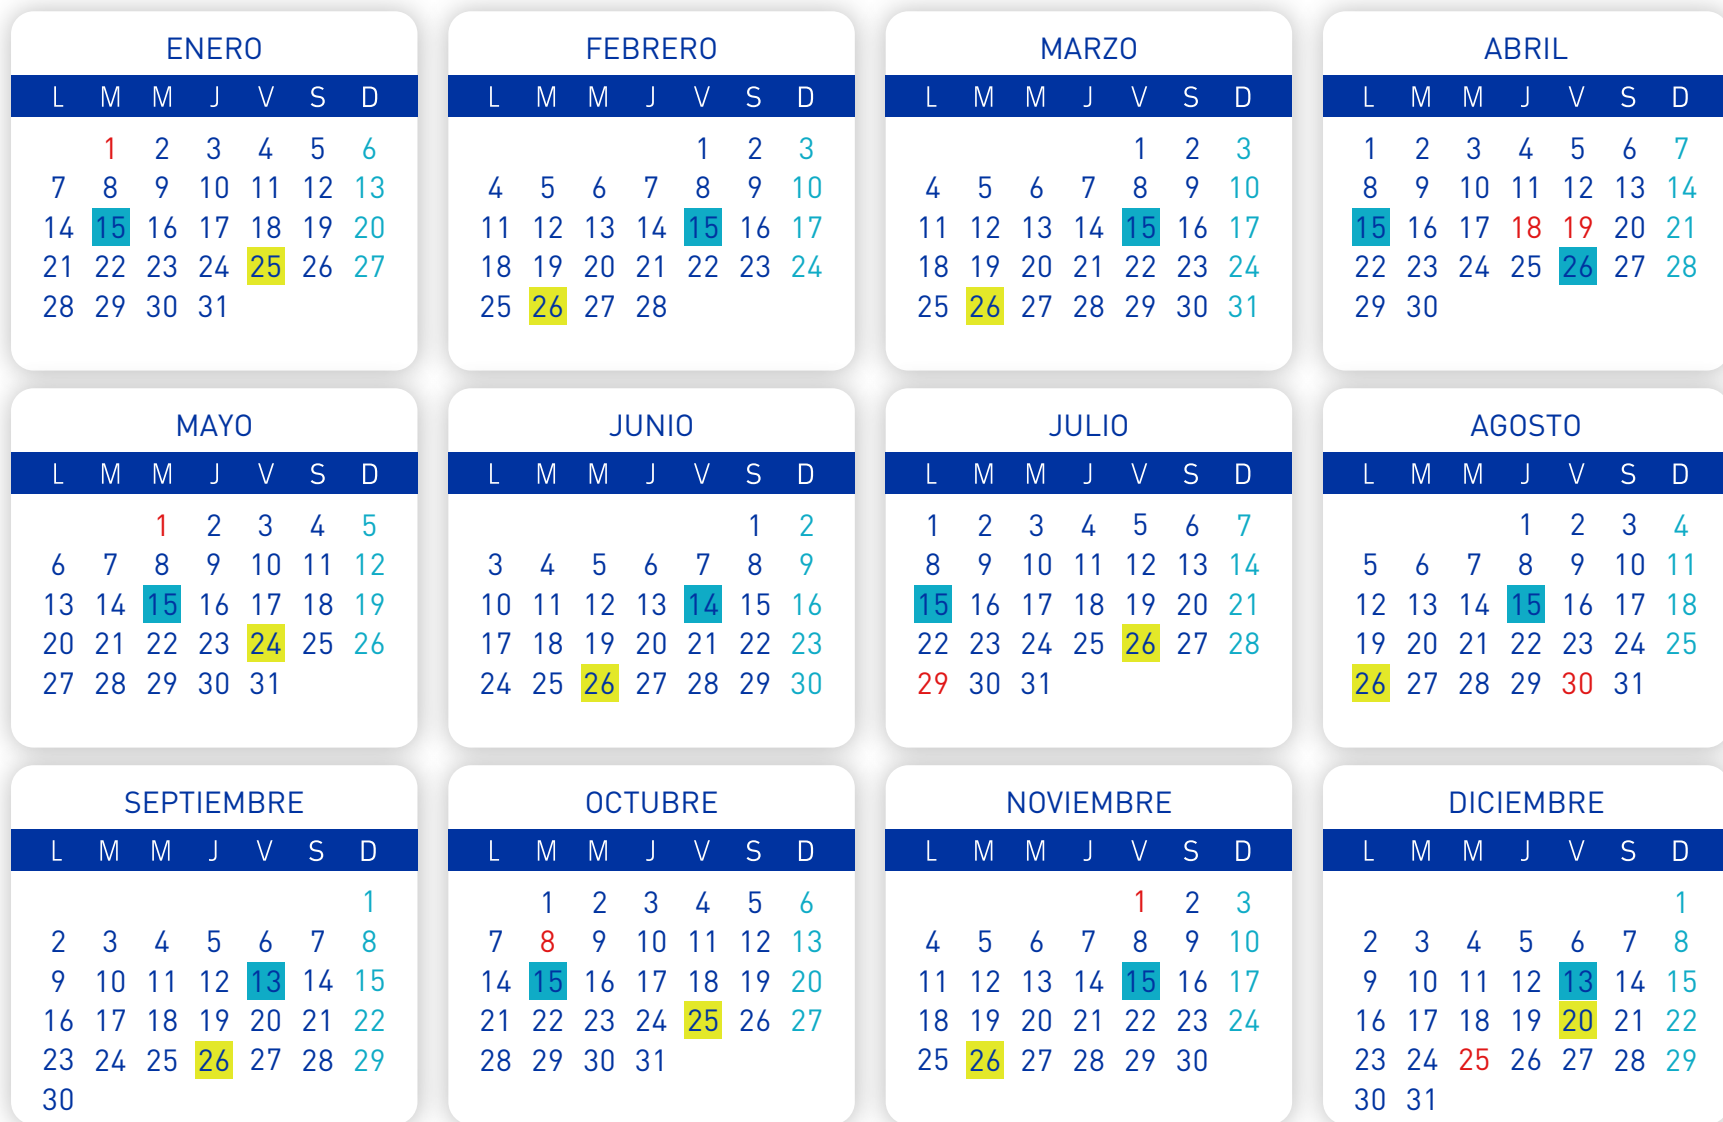 ENERO
L M M J V S D
1 2 3 4 5 6
7 8 9 10 11 12 13
14 15 16 17 18 19 20
21 22 23 24 25 26 27
28 29 30 31
FEBRERO
L M M J V S D
1 2 3
4 5 6 7 8 9 10
11 12 13 14 15 16 17
18 19 20 21 22 23 24
25 26 27 28
MARZO
L M M J V S D
1 2 3
4 5 6 7 8 9 10
11 12 13 14 15 16 17
18 19 20 21 22 23 24
25 26 27 28 29 30 31
ABRIL
L M M J V S D
1 2 3 4 5 6 7
8 9 10 11 12 13 14
15 16 17 18 19 20 21
22 23 24 25 26 27 28
29 30
MAYO
L M M J V S D
1 2 3 4 5
6 7 8 9 10 11 12
13 14 15 16 17 18 19
20 21 22 23 24 25 26
27 28 29 30 31
JUNIO
L M M J V S D
1 2
3 4 5 6 7 8 9
10 11 12 13 14 15 16
17 18 19 20 21 22 23
24 25 26 27 28 29 30
JULIO
L M M J V S D
1 2 3 4 5 6 7
8 9 10 11 12 13 14
15 16 17 18 19 20 21
22 23 24 25 26 27 28
29 30 31
AGOSTO
L M M J V S D
1 2 3 4
5 6 7 8 9 10 11
12 13 14 15 16 17 18
19 20 21 22 23 24 25
26 27 28 29 30 31
SEPTIEMBRE
L M M J V S D
1
2 3 4 5 6 7 8
9 10 11 12 13 14 15
16 17 18 19 20 21 22
23 24 25 26 27 28 29
30
OCTUBRE
L M M J V S D
1 2 3 4 5 6
7 8 9 10 11 12 13
14 15 16 17 18 19 20
21 22 23 24 25 26 27
28 29 30 31
NOVIEMBRE
L M M J V S D
1 2 3
4 5 6 7 8 9 10
11 12 13 14 15 16 17
18 19 20 21 22 23 24
25 26 27 28 29 30
DICIEMBRE
L M M J V S D
1
2 3 4 5 6 7 8
9 10 11 12 13 14 15
16 17 18 19 20 21 22
23 24 25 26 27 28 29
30 31